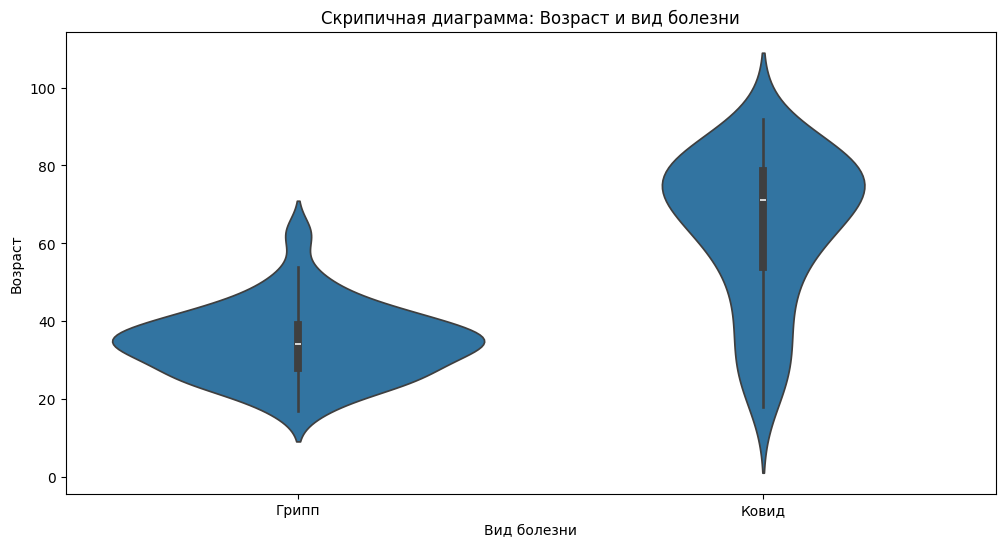 Скрипичная диаграмма: Возраст и вид болезни
Возраст
100
80
60
40
20
0
Грипп
Ковид
Вид болезни